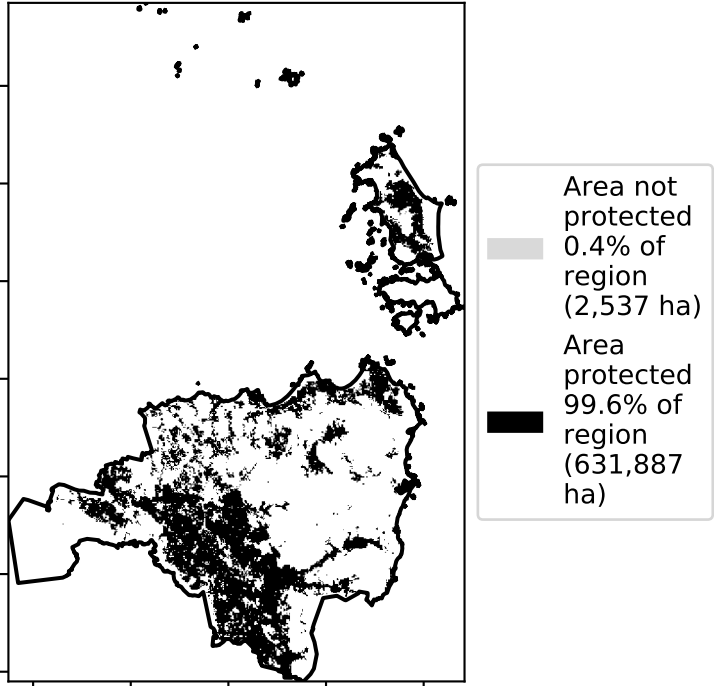 Area not
protected
0.4% of
region
(2,537 ha)
Area
protected
99.6% of
region
(631,887
ha)